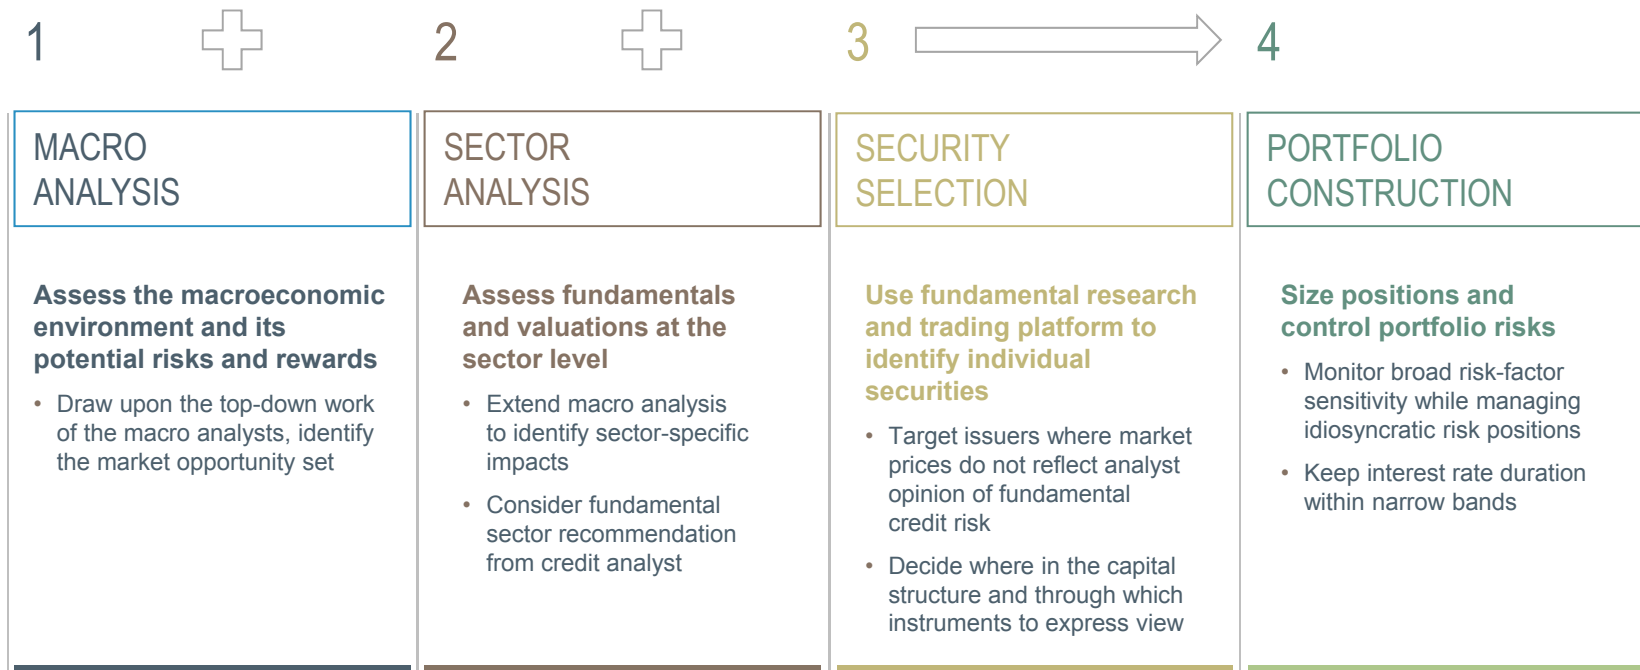 1
2
3
4
MACRO
ANALYSIS
Assess the macroeconomic
environment and its
potential risks and rewards
• Draw upon the top-down work
of the macro analysts, identify
the market opportunity set
SECTOR
ANALYSIS
Assess fundamentals
and valuations at the
sector level
• Extend macro analysis
to identify sector-specific
impacts
• Consider fundamental
sector recommendation
from credit analyst
SECURITY
SELECTION
Use fundamental research
and trading platform to
identify individual
securities
• Target issuers where market
prices do not reflect analyst
opinion of fundamental
credit risk
• Decide where in the capital
structure and through which
instruments to express view
PORTFOLIO
CONSTRUCTION
Size positions and
control portfolio risks
• Monitor broad risk-factor
sensitivity while managing
idiosyncratic risk positions
• Keep interest rate duration
within narrow bands